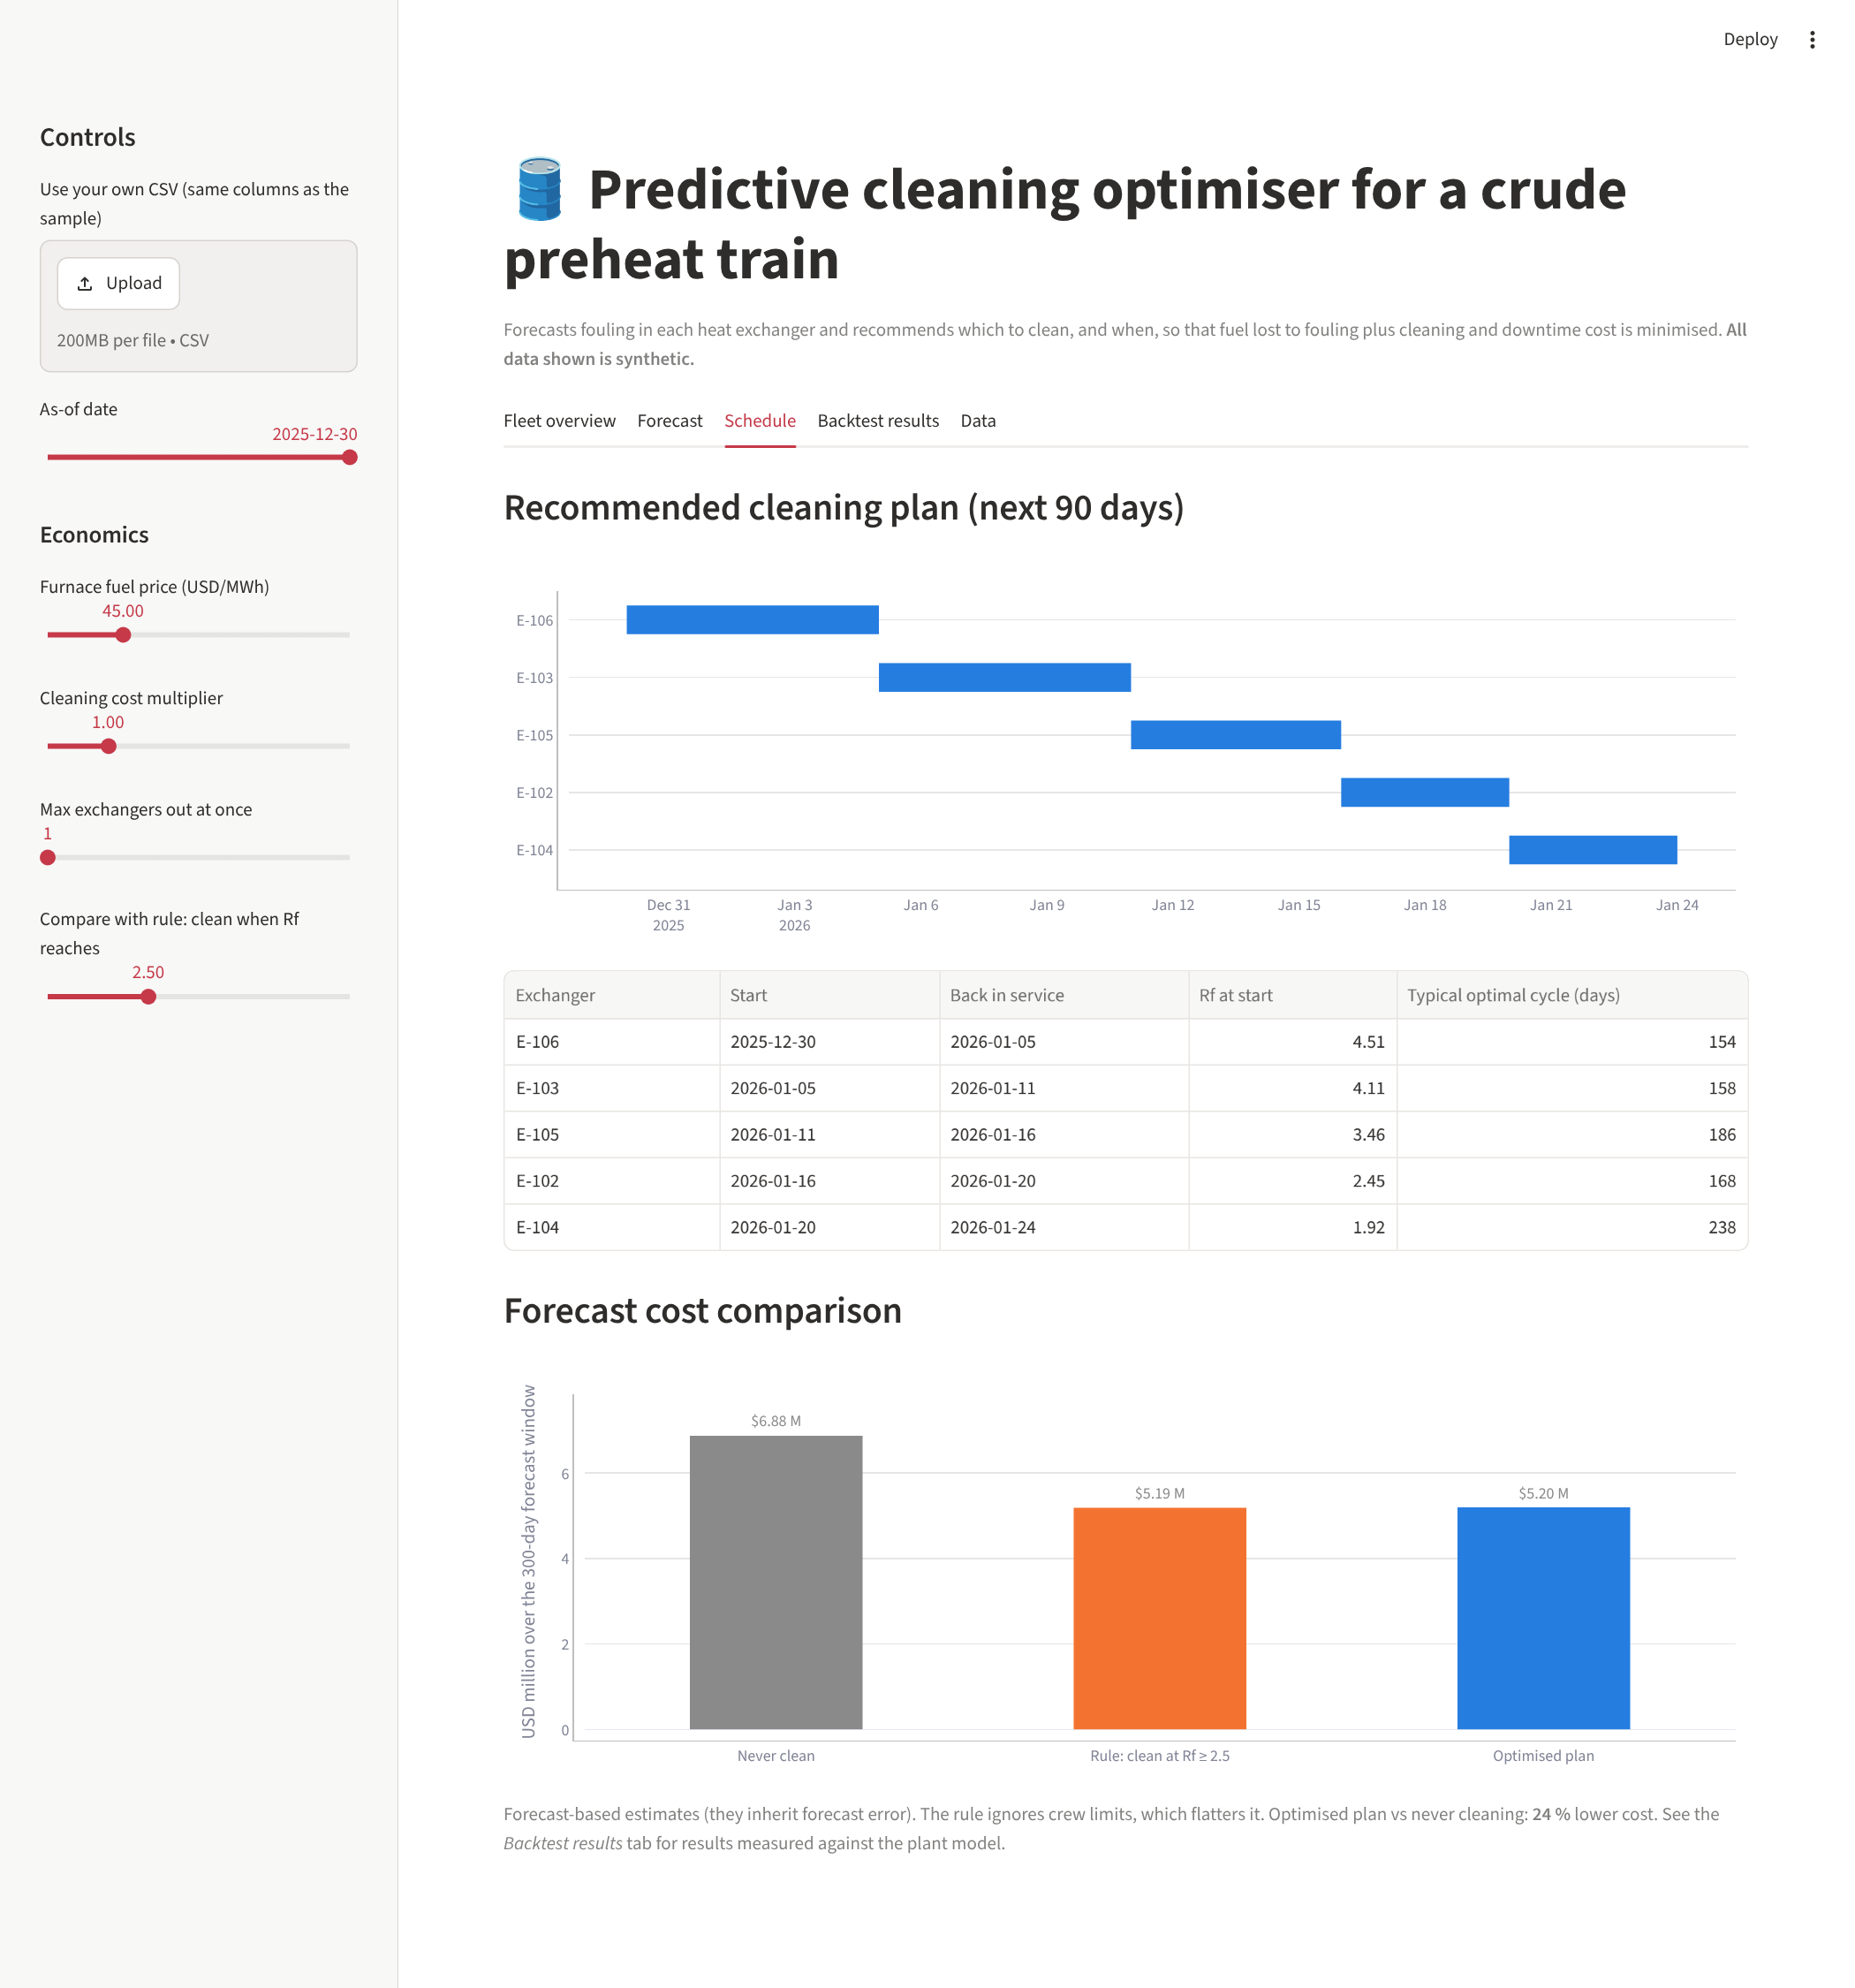 Deploy
Controls
Use your own CSV (same columns as the
sample)
Upload
200MB per file • CSV
As-of date
2025-12-30
Economics
Furnace fuel price (USD/MWh)
45.00
Cleaning cost multiplier
1.00
Max exchangers out at once
1
Compare with rule: clean when Rf
reaches
2.50
Predictive cleaning optimiser for a crude
preheat train
Forecasts fouling in each heat exchanger and recommends which to clean, and when, so that fuel lost to fouling plus cleaning and downtime cost is minimised. All
data shown is synthetic.
Fleet overview Forecast Schedule Backtest results Data
Recommended cleaning plan (next 90 days)
E-106
E-103
E-105
E-102
E-104
Dec 31 Jan 3 Jan 6 Jan 9 Jan 12 Jan 15 Jan 18 Jan 21 Jan 24
2025 2026
Exchanger Start Back in service Rf at start Typical optimal cycle (days)
E-106 2025-12-30 2026-01-05 4.51 154
E-103 2026-01-05 2026-01-11 4.11 158
E-105 2026-01-11 2026-01-16 3.46 186
E-102 2026-01-16 2026-01-20 2.45 168
E-104 2026-01-20 2026-01-24 1.92 238
Forecast cost comparison
USD million over the 300-day forecast window
6
4
2
0
$6.88 M
$5.19 M
$5.20 M
Never clean Rule: clean at Rf ≥ 2.5 Optimised plan
Forecast-based estimates (they inherit forecast error). The rule ignores crew limits, which flatters it. Optimised plan vs never cleaning: 24 % lower cost. See the
Backtest results tab for results measured against the plant model.